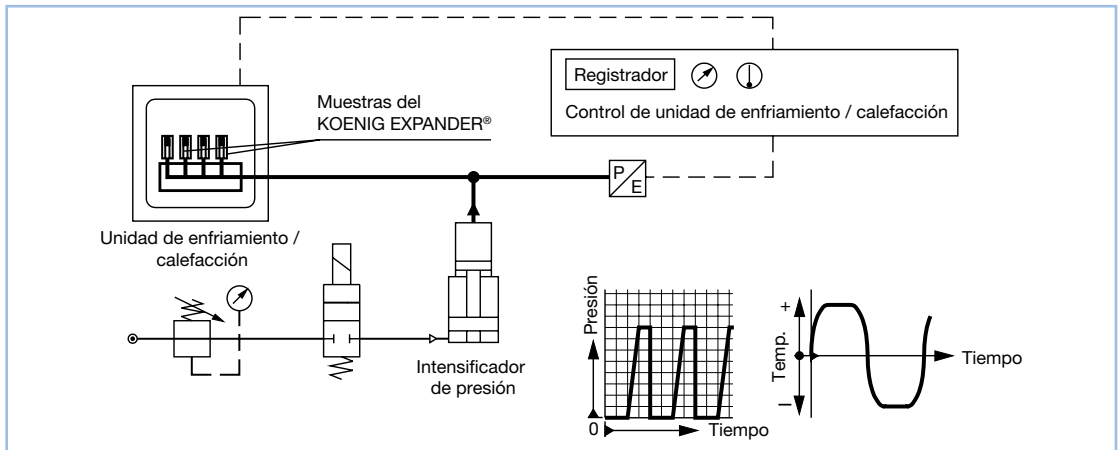 Registrador
Control de unidad de enfriamiento / calefacción
Muestras del
KOENIG EXPANDER®
P
E
Unidad de enfriamiento /
calefacción
Intensificador
de presión
Presión
0
Tiempo
+
Temp.
–
Tiempo